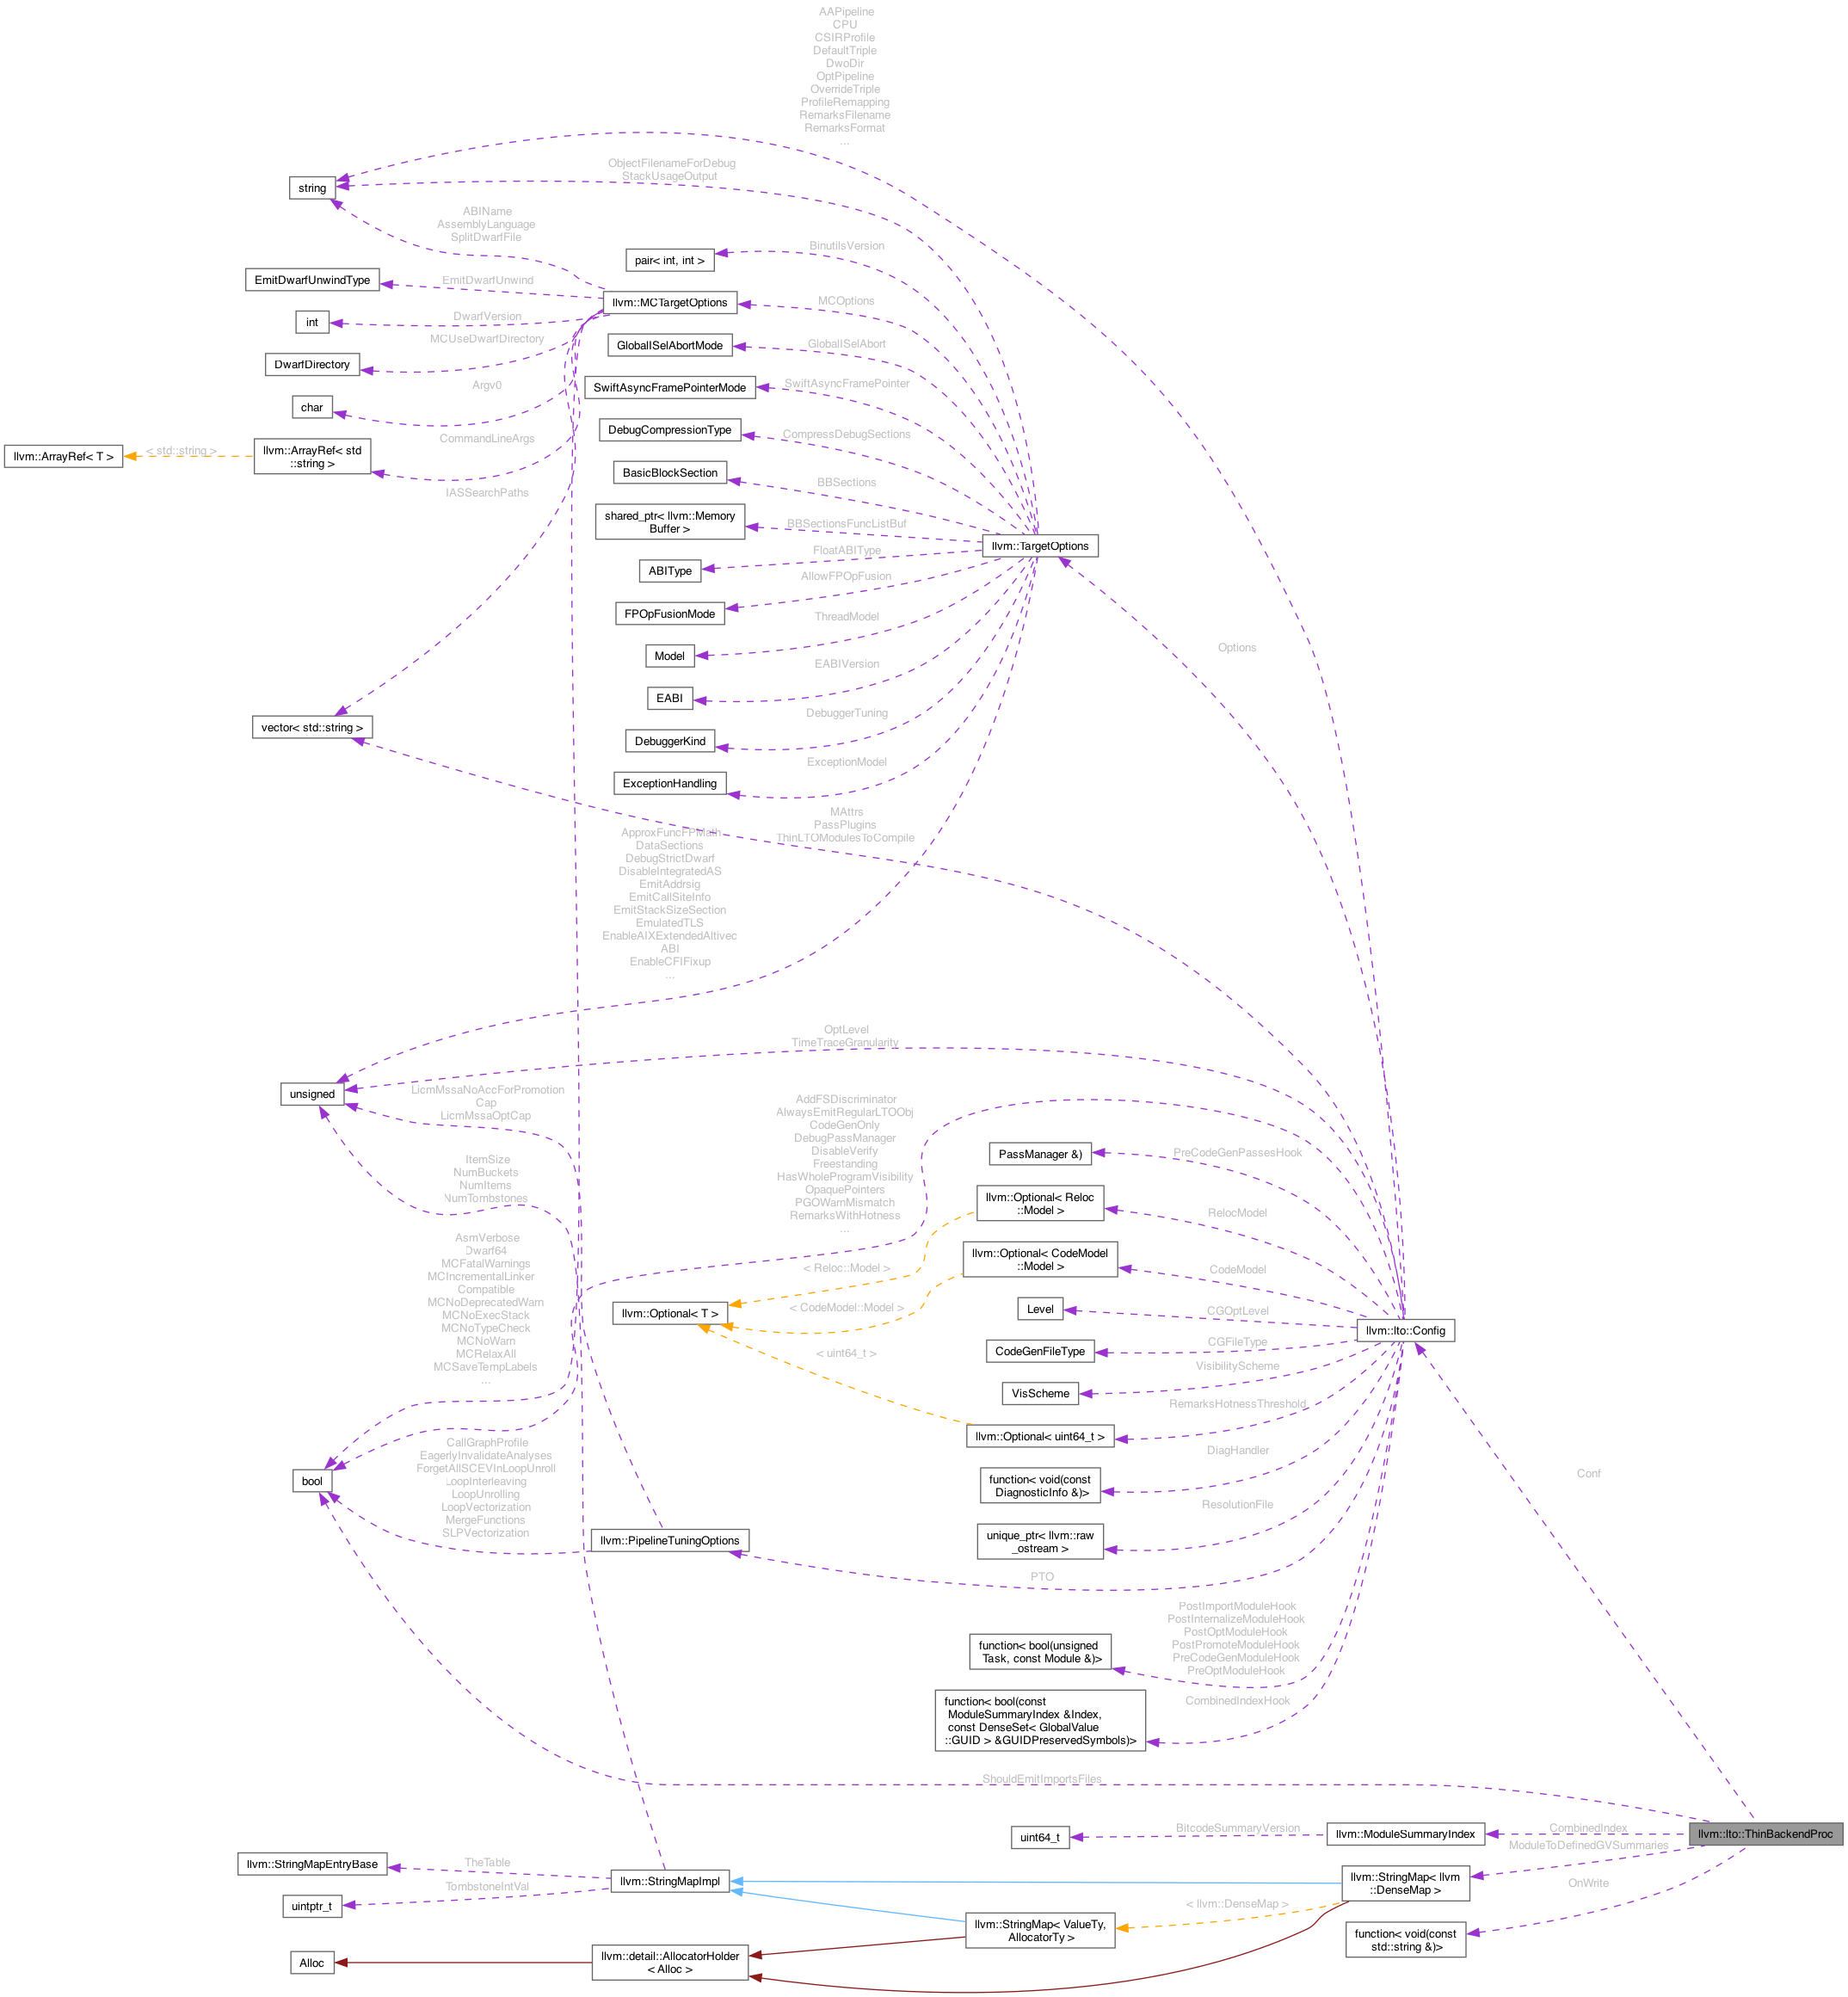 AAPipeline
CPU
CSIRProfile
DefaultTriple
DwoDir
OptPipeline
OverrideTriple
ProfileRemapping
RemarksFilename
RemarksFormat
...
ObjectFilenameForDebug
StackUsageOutput
string
ABIName
AssemblyLanguage
SplitDwarfFile
pair< int, int >
BinutilsVersion
EmitDwarfUnwindType
EmitDwarfUnwind
llvm::MCTargetOptions
MCOptions
int
DwarfVersion
MCUseDwarfDirectory
GlobalISelAbortMode
GlobalISelAbort
DwarfDirectory
Argv0
SwiftAsyncFramePointerMode
SwiftAsyncFramePointer
char
DebugCompressionType
CompressDebugSections
CommandLineArgs
llvm::ArrayRef< T >
< std::string >
llvm::ArrayRef< std
::string >
BasicBlockSection
BBSections
IASSearchPaths
shared_ptr< llvm::Memory
Buffer >
BBSectionsFuncListBuf
llvm::TargetOptions
ABIType
FloatABIType
FPOpFusionMode
AllowFPOpFusion
Model
ThreadModel
Options
EABI
EABIVersion
vector< std::string >
DebuggerKind
DebuggerTuning
ExceptionHandling
ExceptionModel
MAttrs
PassPlugins
ThinLTOModulesToCompile
ApproxFuncFPMath
DataSections
DebugStrictDwarf
DisableIntegratedAS
EmitAddrsig
EmitCallSiteInfo
EmitStackSizeSection
EmulatedTLS
EnableAIXExtendedAltivec
ABI
EnableCFIFixup
...
OptLevel
TimeTraceGranularity
unsigned
LicmMssaNoAccForPromotion
Cap
LicmMssaOptCap
AddFSDiscriminator
AlwaysEmitRegularLTOObj
CodeGenOnly
DebugPassManager
DisableVerify
Freestanding
HasWholeProgramVisibility
OpaquePointers
PGOWarnMismatch
RemarksWithHotness
...
ItemSize
NumBuckets
NumItems
NumTombstones
PassManager &)
PreCodeGenPassesHook
llvm::Optional< Reloc
::Model >
RelocModel
AsmVerbose
Dwarf64
MCFatalWarnings
MCIncrementalLinker
Compatible
MCNoDeprecatedWarn
MCNoExecStack
MCNoTypeCheck
MCNoWarn
MCRelaxAll
MCSaveTempLabels
...
< Reloc::Model >
llvm::Optional< CodeModel
::Model >
CodeModel
llvm::Optional< T >
< CodeModel::Model >
Level
CGOptLevel
llvm::lto::Config
< uint64_t >
CodeGenFileType
CGFileType
VisScheme
VisibilityScheme
llvm::Optional< uint64_t >
RemarksHotnessThreshold
bool
CallGraphProfile
EagerlyInvalidateAnalyses
ForgetAllSCEVInLoopUnroll
LoopInterleaving
LoopUnrolling
LoopVectorization
MergeFunctions
SLPVectorization
function< void(const
DiagnosticInfo &)>
DiagHandler
Conf
llvm::PipelineTuningOptions
unique_ptr< llvm::raw
_ostream >
ResolutionFile
PTO
function< bool(unsigned
Task, const Module &)>
PostImportModuleHook
PostInternalizeModuleHook
PostOptModuleHook
PostPromoteModuleHook
PreCodeGenModuleHook
PreOptModuleHook
function< bool(const
ModuleSummaryIndex &Index,
const DenseSet< GlobalValue
::GUID > &GUIDPreservedSymbols)>
CombinedIndexHook
ShouldEmitImportsFiles
uint64_t
BitcodeSummaryVersion
llvm::ModuleSummaryIndex
CombinedIndex
llvm::lto::ThinBackendProc
ModuleToDefinedGVSummaries
llvm::StringMapEntryBase
TheTable
llvm::StringMapImpl
llvm::StringMap< llvm
::DenseMap >
OnWrite
uintptr_t
TombstoneIntVal
< llvm::DenseMap >
llvm::StringMap< ValueTy,
AllocatorTy >
function< void(const
std::string &)>
Alloc
llvm::detail::AllocatorHolder
< Alloc >